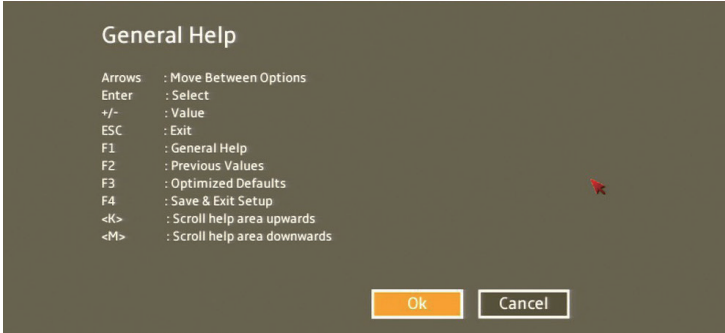 General Help
Arrows : Move Between Options
Enter : Select
+/- : Value
ESC : Exit
F1 : General Help
F2 : Previous Values
F3 : Optimized Defaults
F4 : Save & Exit Setup
<K> : Scroll help area upwards
<M> : Scroll help area downwards
Ok Cancel